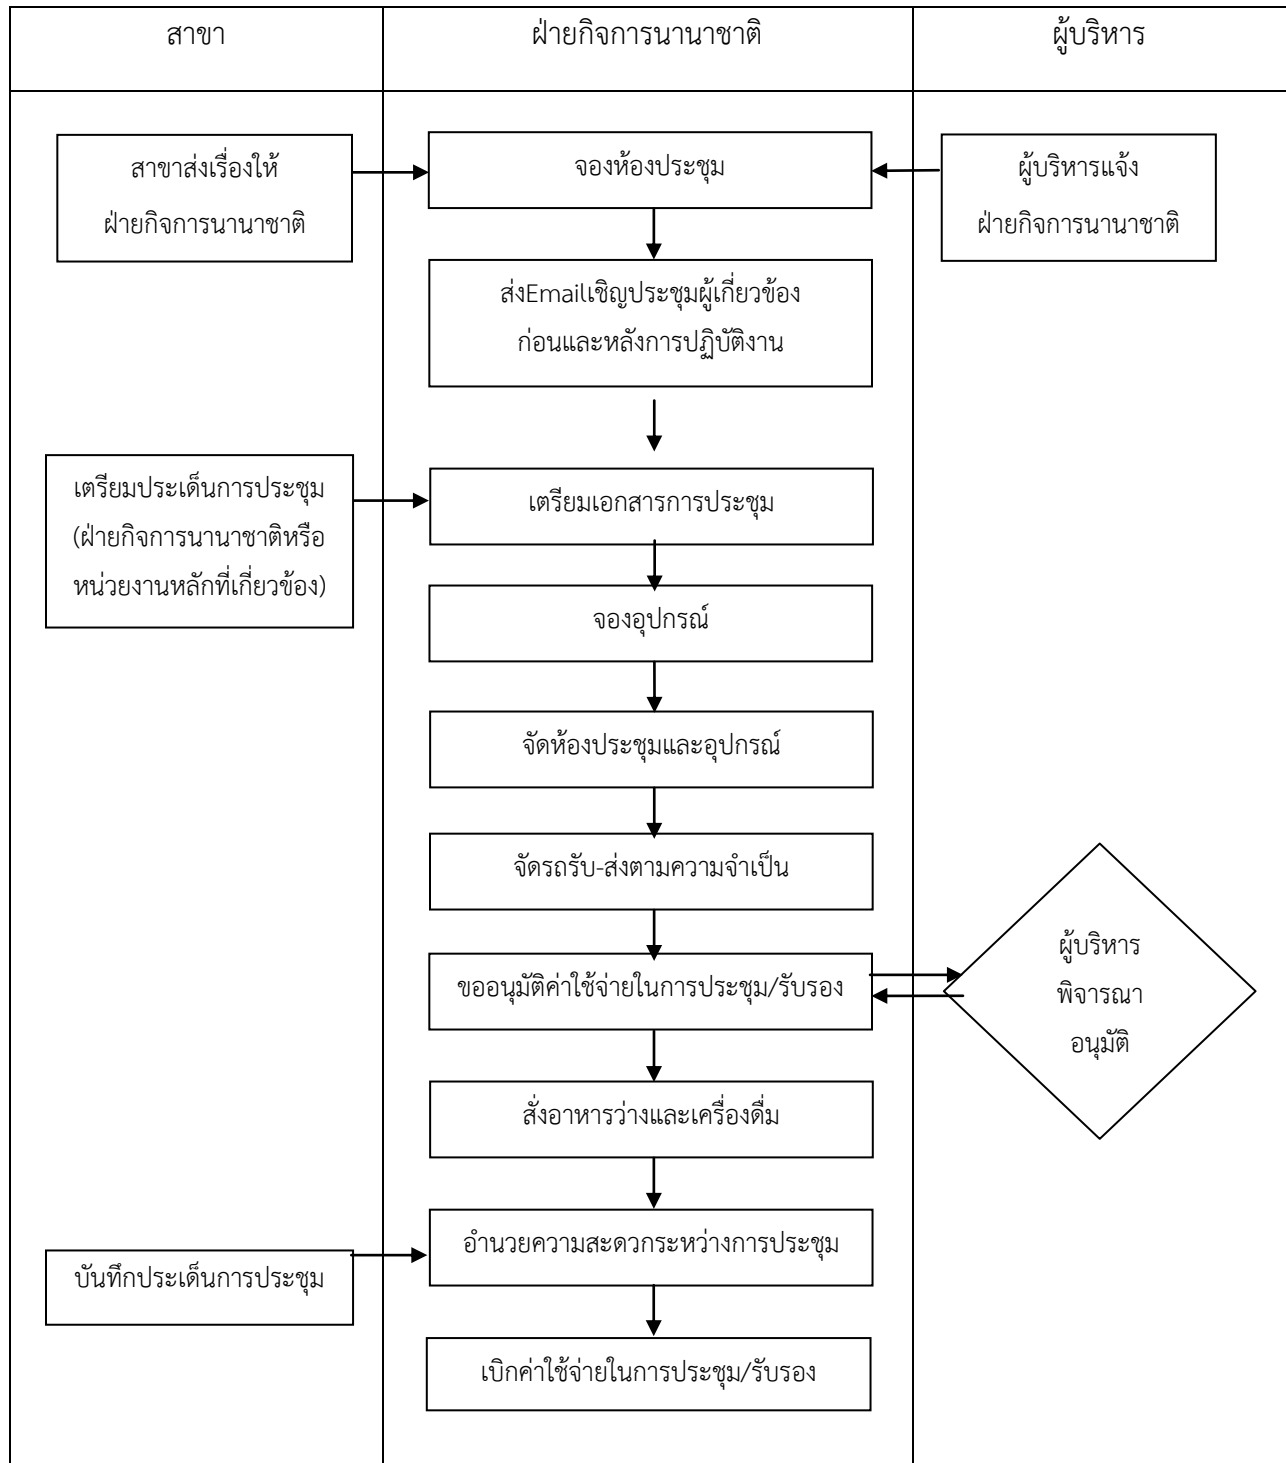 สาขา
ฝ่ายกิจการนานาชาติ
ผู้บริหาร
สาขาส่งเรื่องให้
ฝ่ายกิจการนานาชาติ
จองห้องประชุม
ผู้บริหารแจ้ง
ฝ่ายกิจการนานาชาติ
ส่งEmailเชิญประชุมผู้เกี่ยวข้อง
ก่อนและหลังการปฏิบัติงาน
เตรียมประเด็นการประชุม
(ฝ่ายกิจการนานาชาติหรือ
หน่วยงานหลักที่เกี่ยวข้อง)
เตรียมเอกสารการประชุม
จองอุปกรณ์
จัดห้องประชุมและอุปกรณ์
จัดรถรับ-ส่งตามความจำเป็น
ขออนุมัติค่าใช้จ่ายในการประชุม/รับรอง
ผู้บริหาร
พิจารณา
อนุมัติ
สั่งอาหารว่างและเครื่องดื่ม
อำนวยความสะดวกระหว่างการประชุม
บันทึกประเด็นการประชุม
เบิกค่าใช้จ่ายในการประชุม/รับรอง